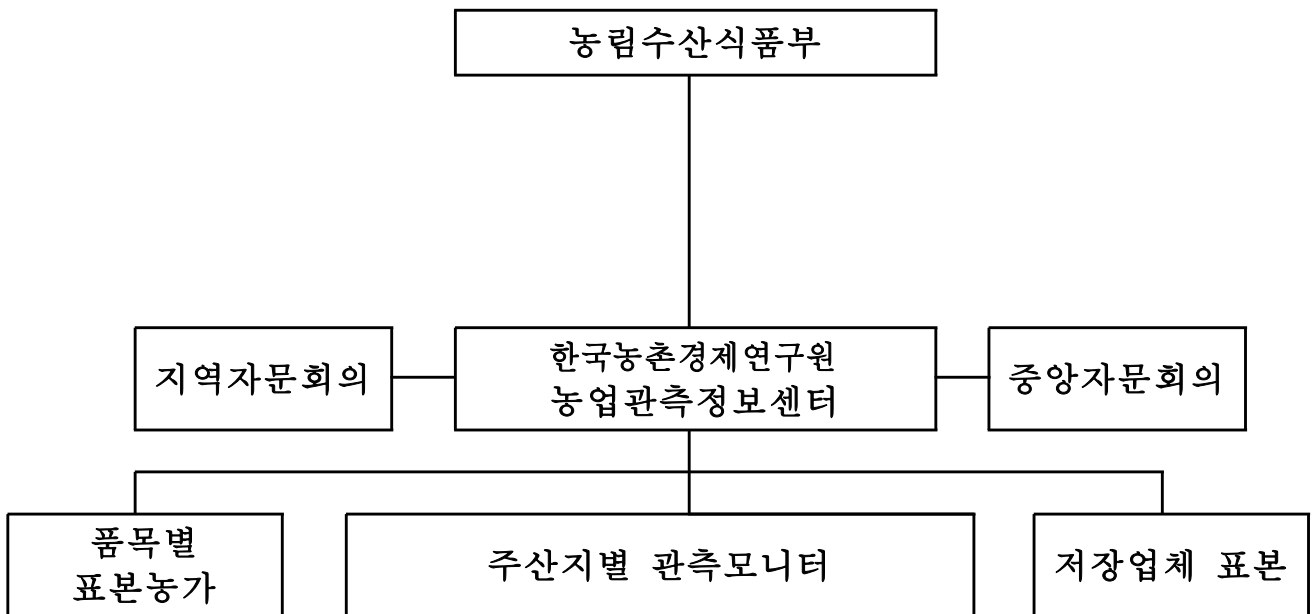 농림수산식품부
지역자문회의
한국농촌경제연구원
농업관측정보센터
중앙자문회의
품목별
표본농가
주산지별 관측모니터
저장업체 표본